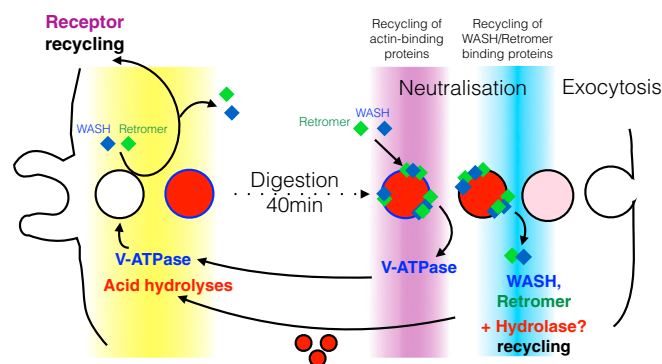 Receptor
recycling
Recycling of
actin-binding
proteins
Recycling of
WASH/Retromer
binding proteins
Neutralisation
Exocytosis
WASH Retromer
Retromer WASH
Digestion
40min
V-ATPase
Acid hydrolyses
V-ATPase
WASH,
Retromer
+ Hydrolase?
recycling